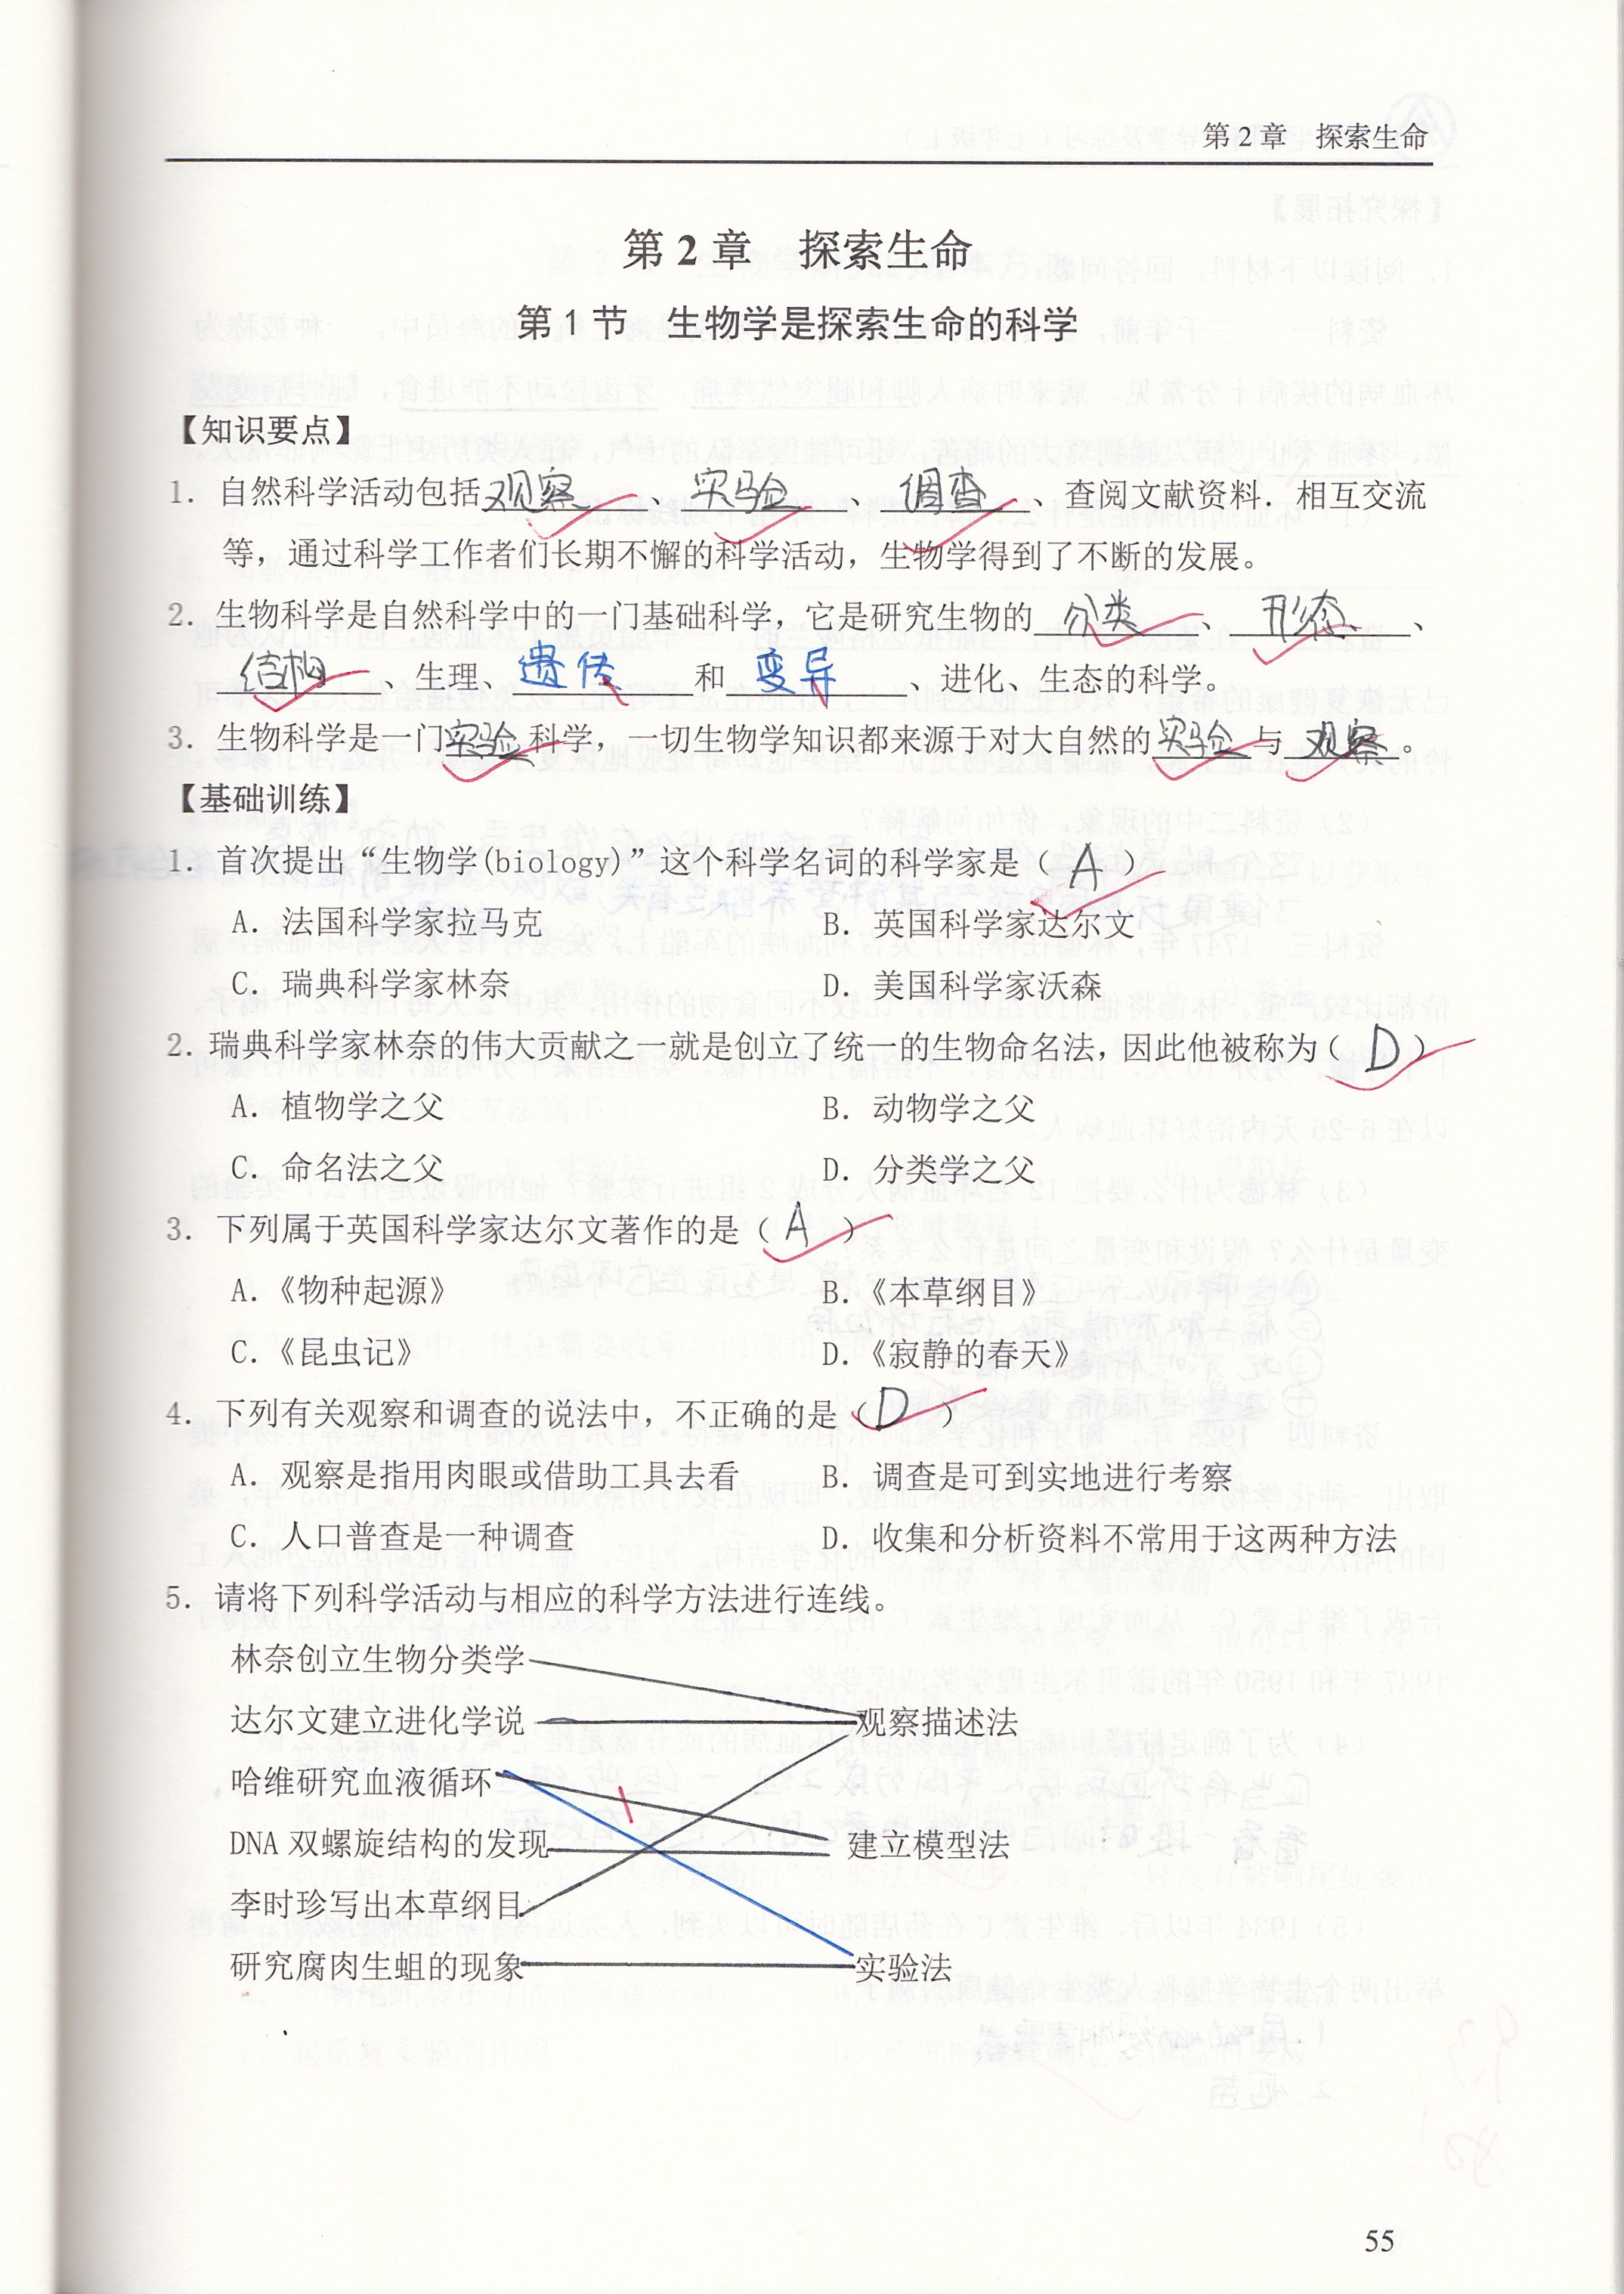 第 2 章　探索生命
第 2 章　探索生命
第 1 节　生物学是探索生命的科学
【知识要点】
1. 自然科学活动包括观察、实验、调查、查阅文献资料．相互交流
等，通过科学工作者们长期不懈的科学活动，生物学得到了不断的发展。
2. 生物科学是自然科学中的一门基础科学，它是研究生物的分类、形态、
结构、生理、遗传和变异、进化、生态的科学。
3. 生物科学是一门实验科学，一切生物学知识都来源于对大自然的实验与观察。
【基础训练】
1. 首次提出“生物学(biology)”这个科学名词的科学家是（ A ）
A. 法国科学家拉马克　B. 英国科学家达尔文
C. 瑞典科学家林奈　D. 美国科学家沃森
2. 瑞典科学家林奈的伟大贡献之一就是创立了统一的生物命名法，因此他被称为（ D ）
A. 植物学之父　B. 动物学之父
C. 命名法之父　D. 分类学之父
3. 下列属于英国科学家达尔文著作的是（ A ）
A.《物种起源》　B.《本草纲目》
C.《昆虫记》　D.《寂静的春天》
4. 下列有关观察和调查的说法中，不正确的是（ D ）
A. 观察是指用肉眼或借助工具去看　B. 调查是可到实地进行考察
C. 人口普查是一种调查　D. 收集和分析资料不常用于这两种方法
5. 请将下列科学活动与相应的科学方法进行连线。
林奈创立生物分类学
达尔文建立进化学说　观察描述法
哈维研究血液循环
DNA 双螺旋结构的发现　建立模型法
李时珍写出本草纲目
研究腐肉生蛆的现象　实验法
55